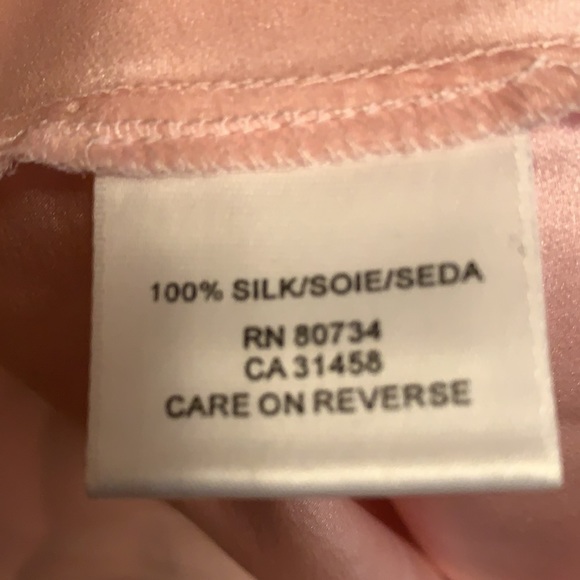 100% SILK/SOIE/SEDA
RN 80734
CA 31458
CARE ON REVERSE